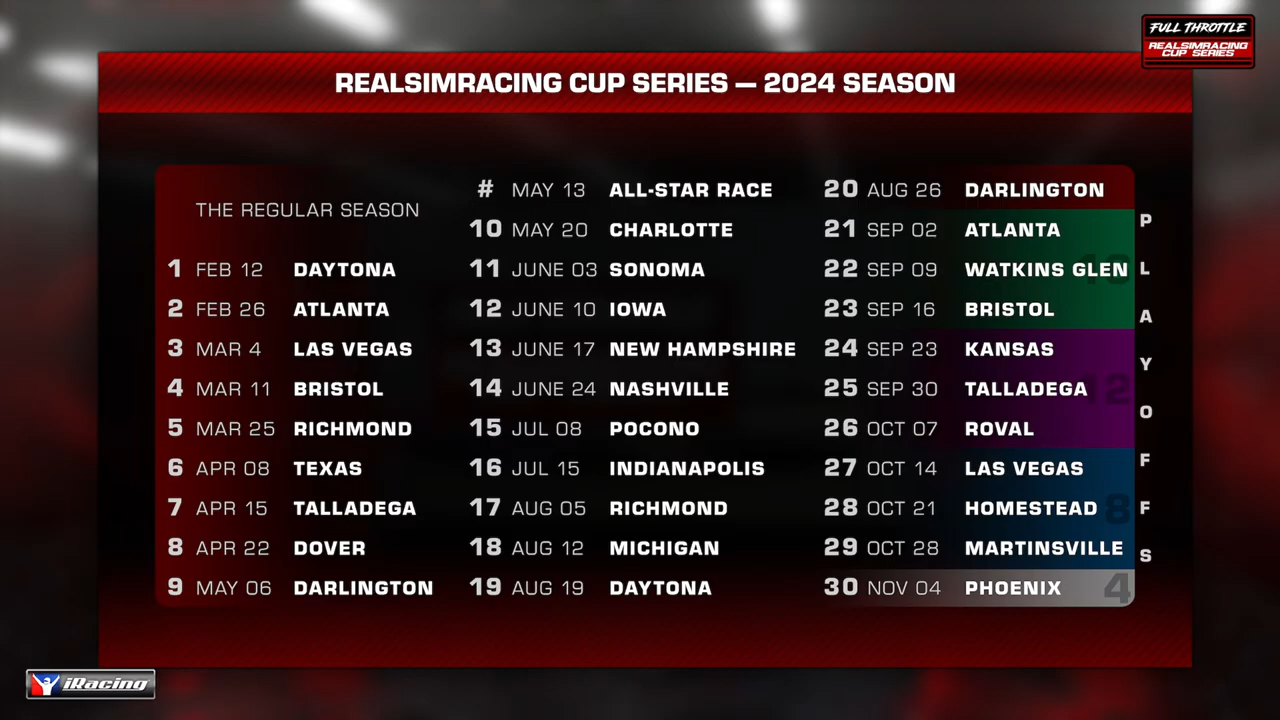 FULL THROTTLE
REALSIMRACING
CUP SERIES
REALSIMRACING CUP SERIES — 2024 SEASON
THE REGULAR SEASON
1 FEB 12 DAYTONA
2 FEB 26 ATLANTA
3 MAR 4 LAS VEGAS
4 MAR 11 BRISTOL
5 MAR 25 RICHMOND
6 APR 08 TEXAS
7 APR 15 TALLADEGA
8 APR 22 DOVER
9 MAY 06 DARLINGTON
# MAY 13 ALL-STAR RACE
10 MAY 20 CHARLOTTE
11 JUNE 03 SONOMA
12 JUNE 10 IOWA
13 JUNE 17 NEW HAMPSHIRE
14 JUNE 24 NASHVILLE
15 JUL 08 POCONO
16 JUL 15 INDIANAPOLIS
17 AUG 05 RICHMOND
18 AUG 12 MICHIGAN
19 AUG 19 DAYTONA
20 AUG 26 DARLINGTON
21 SEP 02 ATLANTA
22 SEP 09 WATKINS GLEN
23 SEP 16 BRISTOL
24 SEP 23 KANSAS
25 SEP 30 TALLADEGA 12
26 OCT 07 ROVAL
27 OCT 14 LAS VEGAS
28 OCT 21 HOMESTEAD 8
29 OCT 28 MARTINSVILLE
30 NOV 04 PHOENIX 4
PLAYOFFS
iRacing